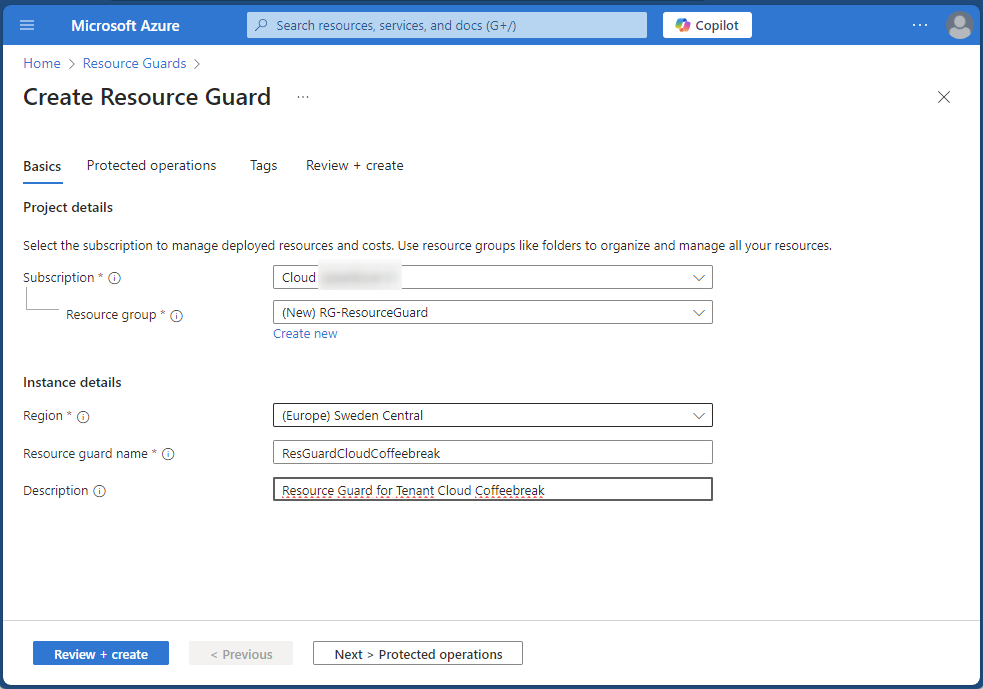 Microsoft Azure
Search resources, services, and docs (G+/)
Copilot
Home > Resource Guards >
Create Resource Guard ...
Basics Protected operations Tags Review + create
Project details
Select the subscription to manage deployed resources and costs. Use resource groups like folders to organize and manage all your resources.
Subscription *
Cloud
Resource group *
(New) RG-ResourceGuard
Create new
Instance details
Region *
(Europe) Sweden Central
Resource guard name *
ResGuardCloudCoffeebreak
Description
Resource Guard for Tenant Cloud Coffeebreak
Review + create
< Previous
Next > Protected operations